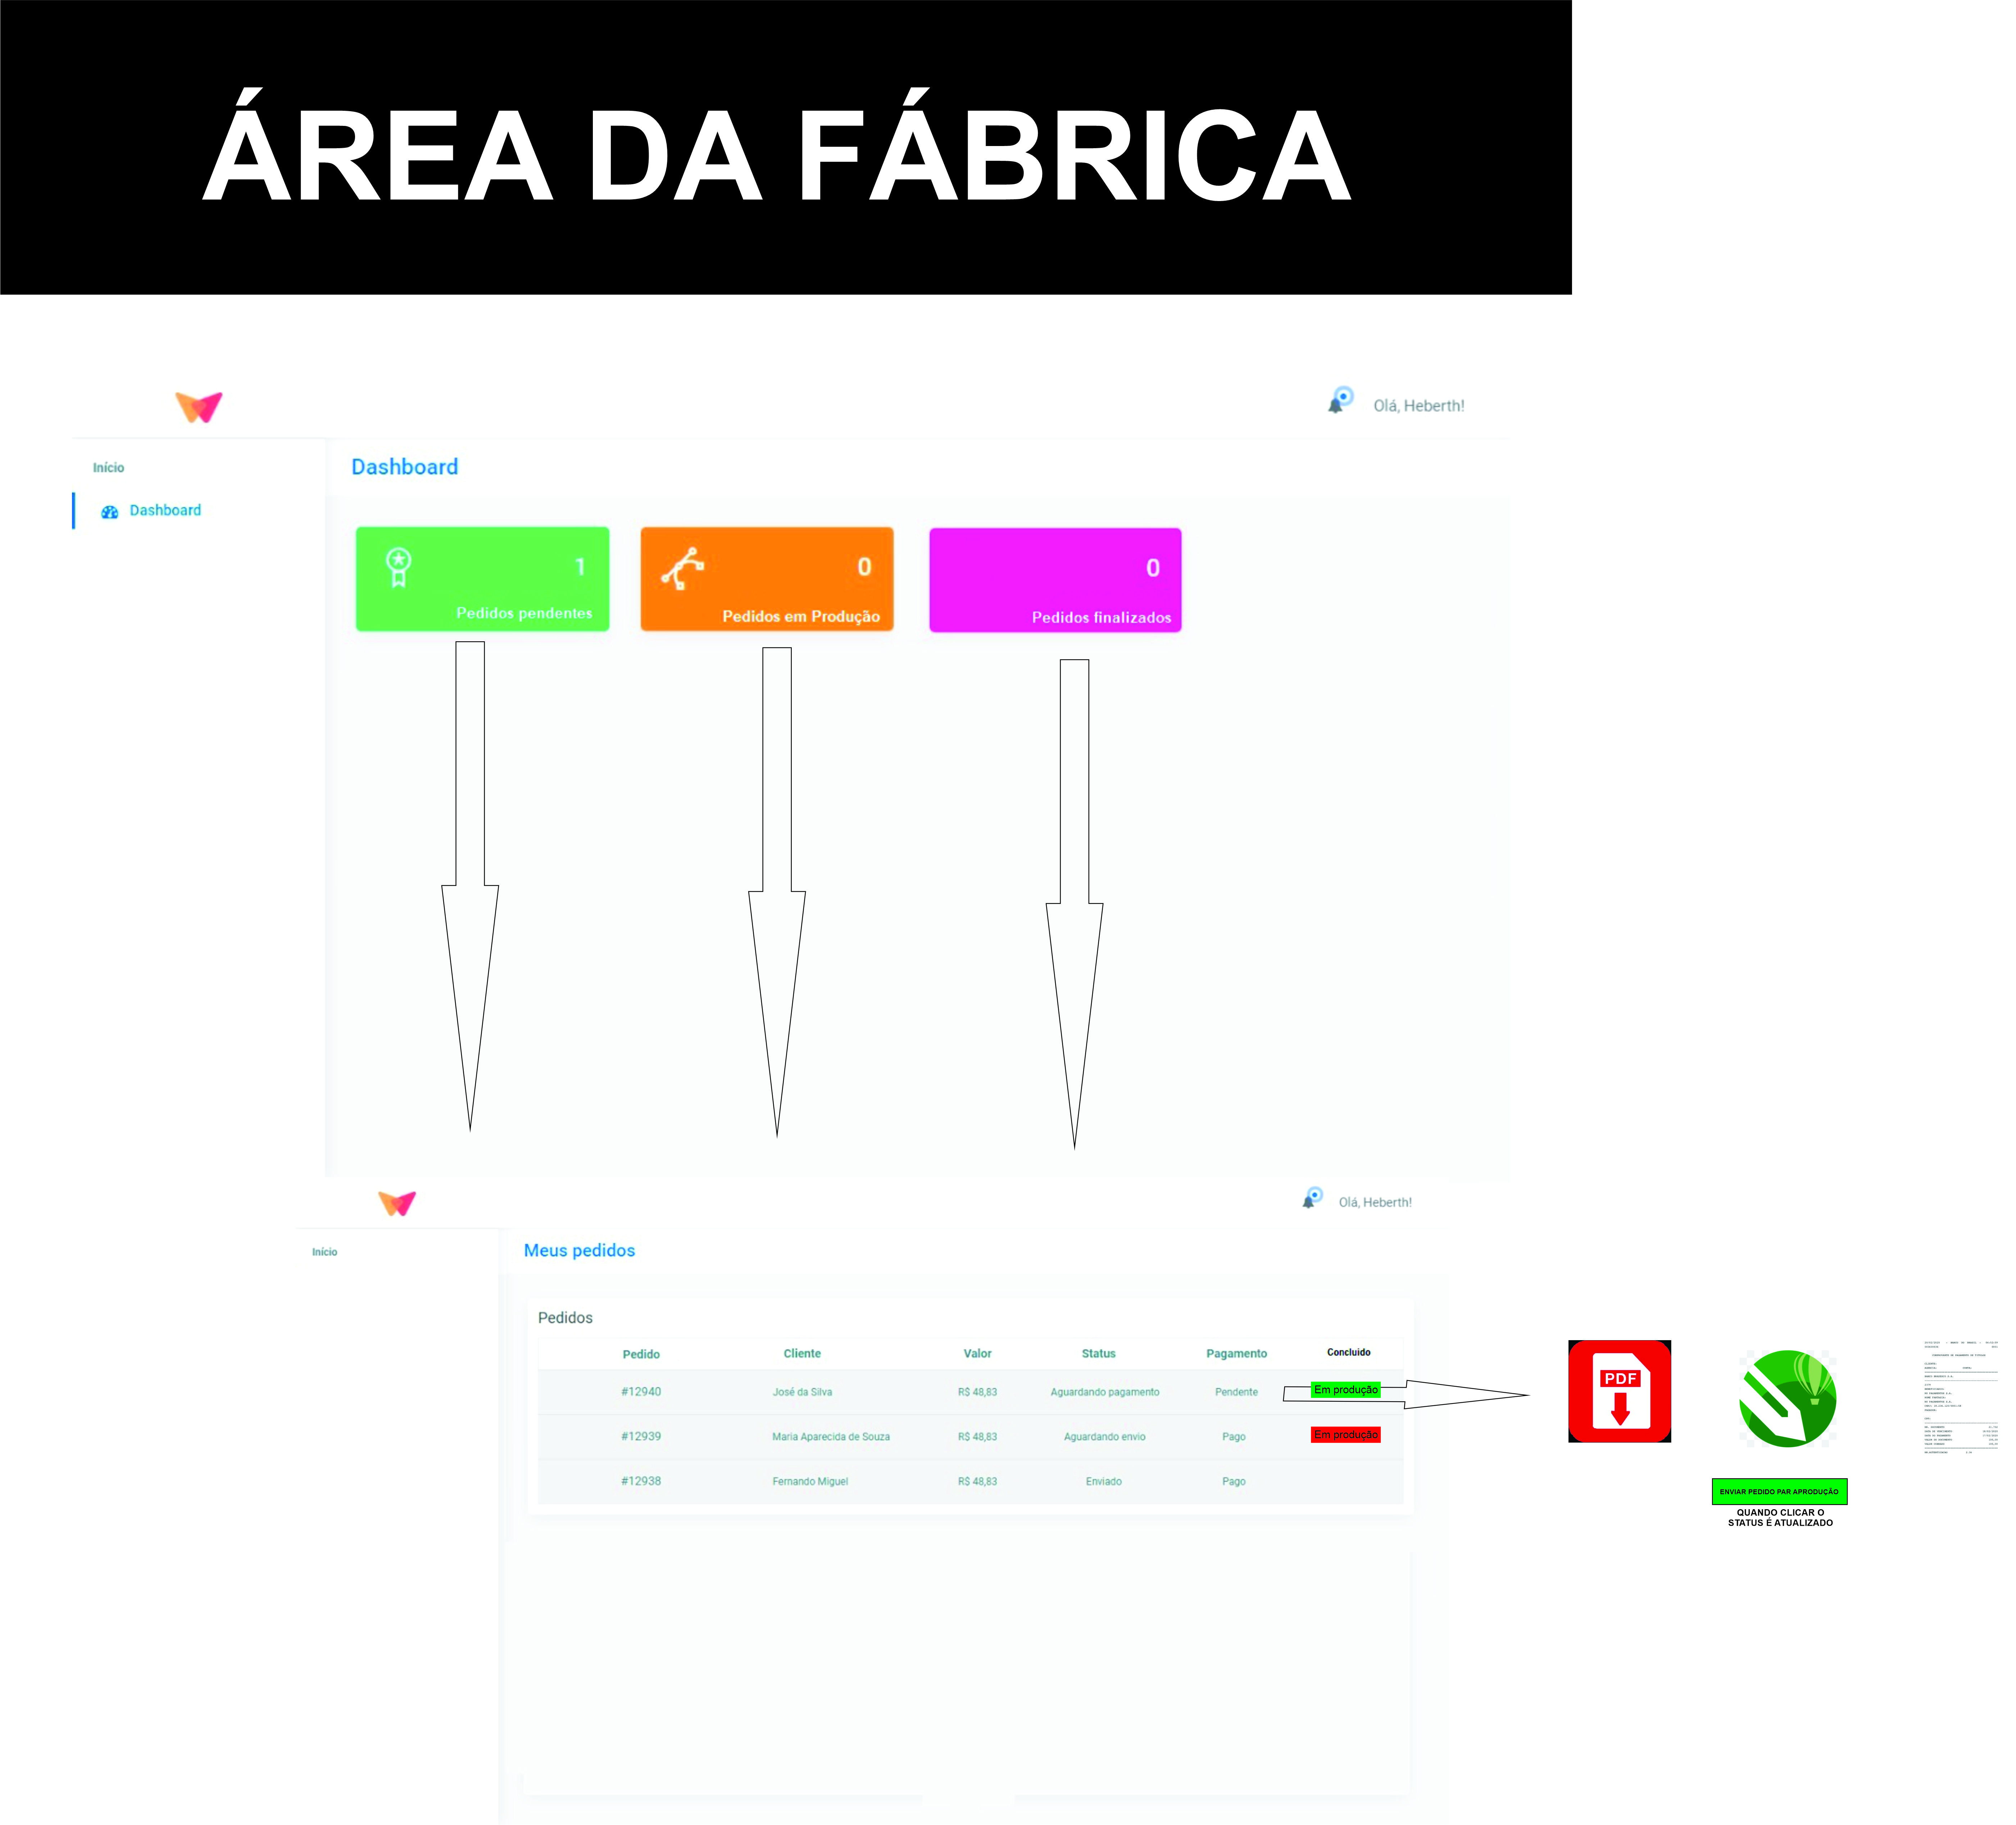 ÁREA DA FÁBRICA
Olá, Heberth!
Início
Dashboard
Dashboard
1
Pedidos pendentes
0
Pedidos em Produção
0
Pedidos finalizados
Olá, Heberth!
Início
Meus pedidos
Pedidos
Pedido Cliente Valor Status Pagamento Concluido
#12940 José da Silva R$ 48,83 Aguardando pagamento Pendente Em produção
#12939 Maria Aparecida de Souza R$ 48,83 Aguardando envio Pago Em produção
#12938 Fernando Miguel R$ 48,83 Enviado Pago
PDF
ENVIAR PEDIDO PAR APRODUÇÃO
QUANDO CLICAR O
STATUS É ATUALIZADO